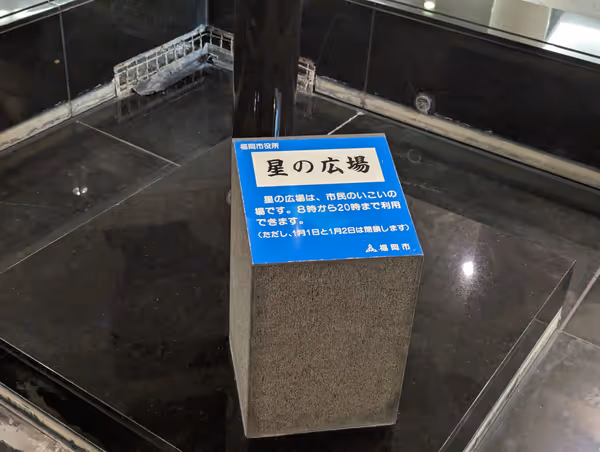 福岡市役所
星の広場
星の広場は、市民のいこいの
場です。8時から20時まで利用
できます。
(ただし、1月1日と1月2日は閉鎖します)
福岡市